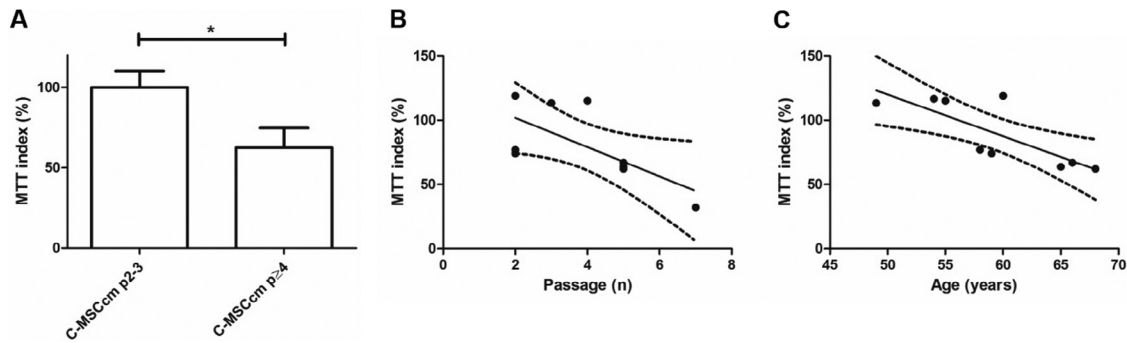 A
*
MTT index (%)
100
50
0
C-MSCcm p2-3
C-MSCcm p≥4
B
MTT index (%)
150
100
50
0
0 2 4 6 8
Passage (n)
C
MTT index (%)
150
100
50
0
45 50 55 60 65 70
Age (years)